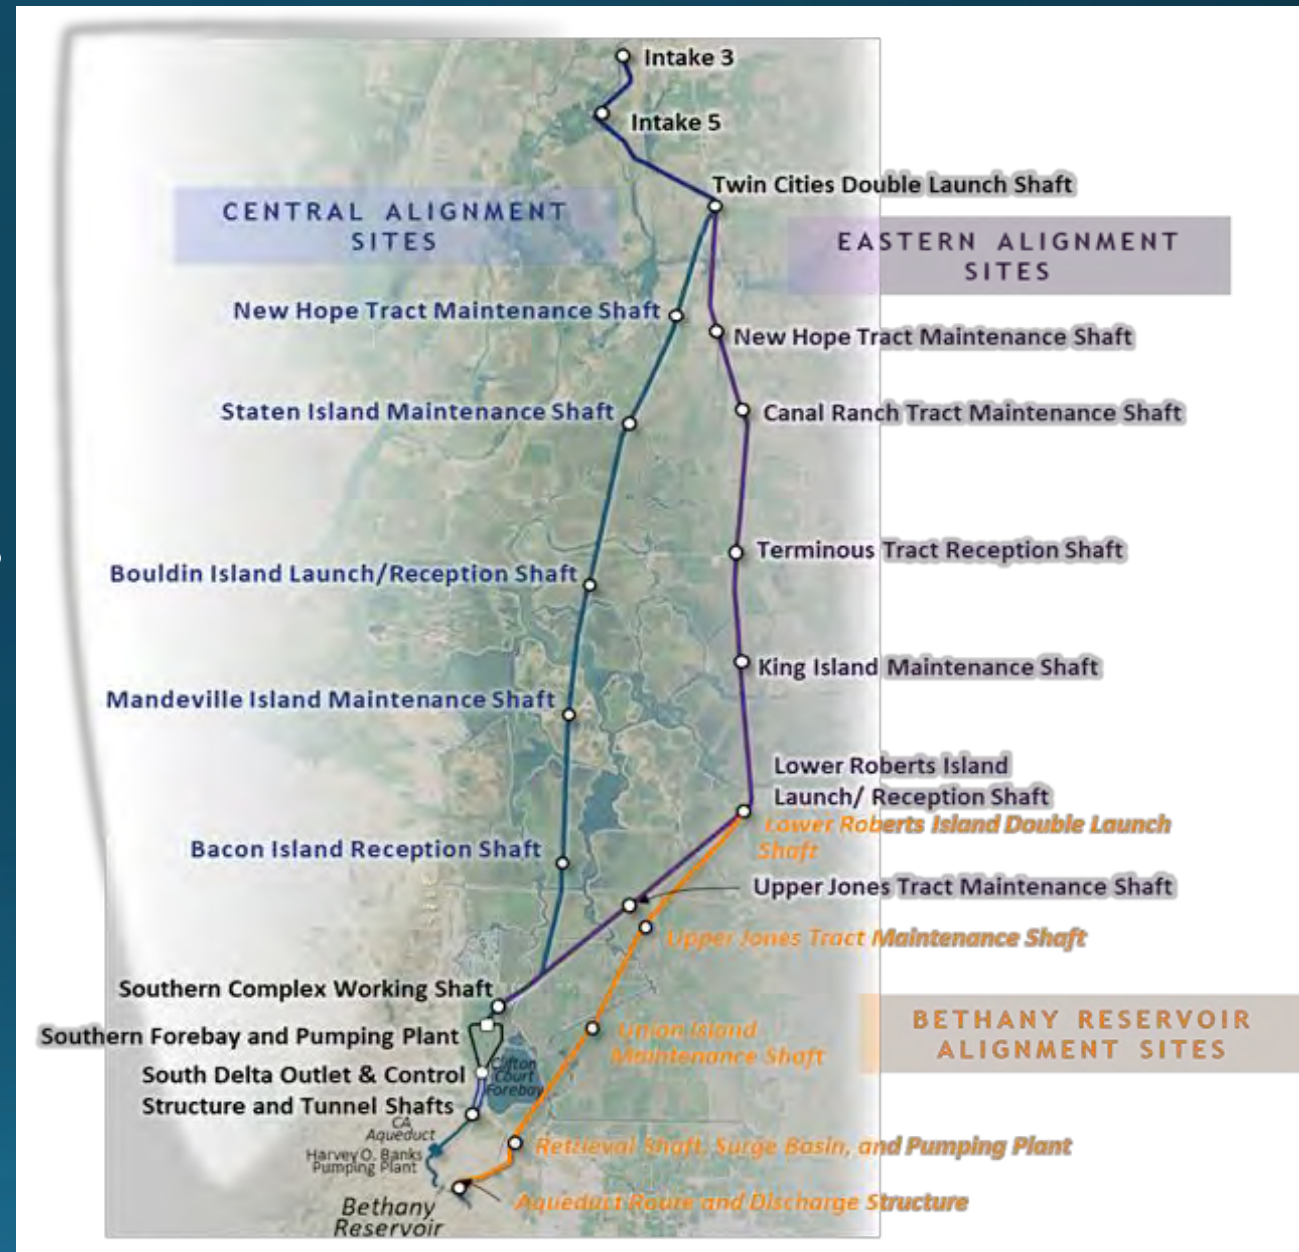 Intake 3
Intake 5
Twin Cities Double Launch Shaft
CENTRAL ALIGNMENT
SITES
EASTERN ALIGNMENT
SITES
New Hope Tract Maintenance Shaft
New Hope Tract Maintenance Shaft
Staten Island Maintenance Shaft
Canal Ranch Tract Maintenance Shaft
Terminous Tract Reception Shaft
Bouldin Island Launch/Reception Shaft
King Island Maintenance Shaft
Mandeville Island Maintenance Shaft
Lower Roberts Island
Launch/ Reception Shaft
Lower Roberts Island Double Launch
Shaft
Bacon Island Reception Shaft
Upper Jones Tract Maintenance Shaft
Upper Jones Tract Maintenance Shaft
Southern Complex Working Shaft
BETHANY RESERVOIR
ALIGNMENT SITES
Southern Forebay and Pumping Plant
Union Island
Maintenance Shaft
Clifton
Court
Forebay
South Delta Outlet & Control
Structure and Tunnel Shafts
CA
Aqueduct
Harvey O. Banks
Pumping Plant
Retrieval Shaft, Surge Basin, and Pumping Plant
Aqueduct Route and Discharge Structure
Bethany
Reservoir